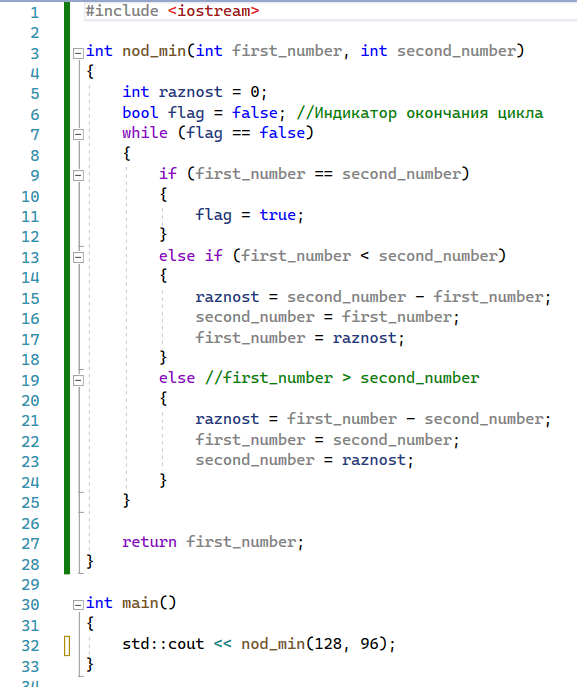 1 #include <iostream>
2
3 int nod_min(int first_number, int second_number)
4 {
5 int raznost = 0;
6 bool flag = false; //Индикатор окончания цикла
7 while (flag == false)
8 {
9 if (first_number == second_number)
10 {
11 flag = true;
12 }
13 else if (first_number < second_number)
14 {
15 raznost = second_number - first_number;
16 second_number = first_number;
17 first_number = raznost;
18 }
19 else //first_number > second_number
20 {
21 raznost = first_number - second_number;
22 first_number = second_number;
23 second_number = raznost;
24 }
25 }
26
27 return first_number;
28 }
29
30 int main()
31 {
32 std::cout << nod_min(128, 96);
33 }
34